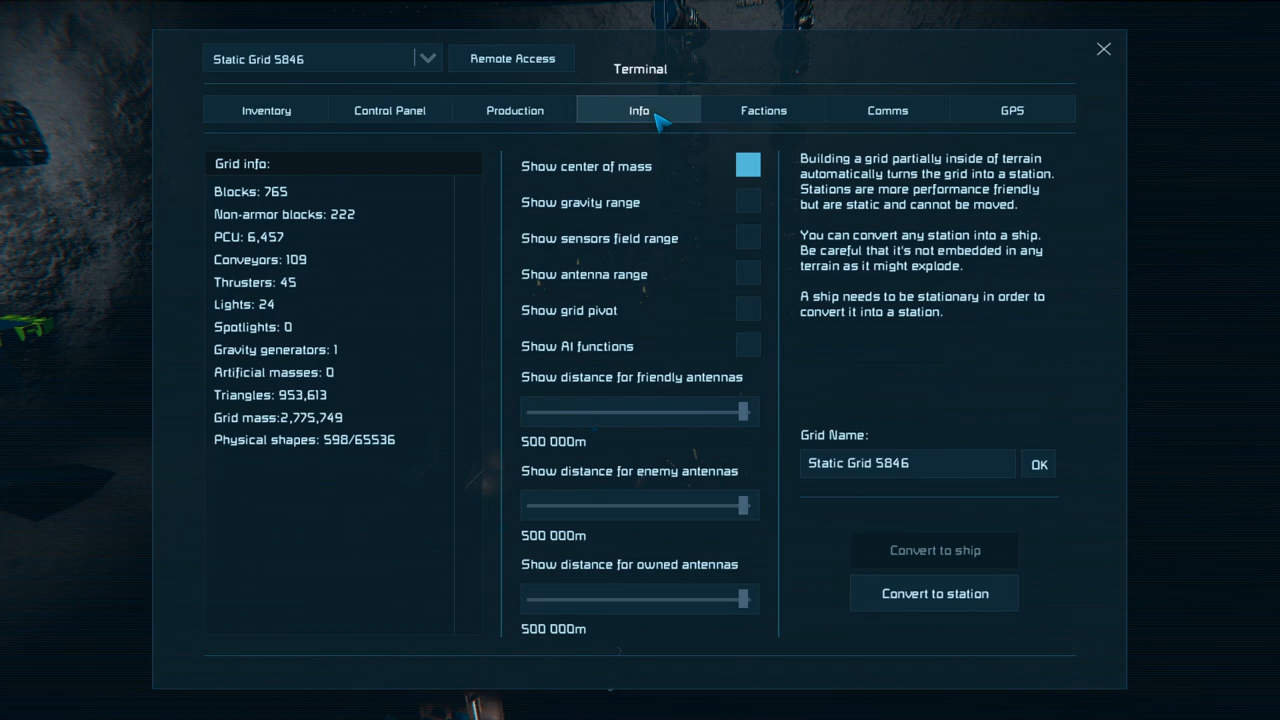 Static Grid 5846
Remote Access
Terminal
Inventory
Control Panel
Production
Info
Factions
Comms
GPS
Grid info:
Blocks: 765
Non-armor blocks: 222
PCU: 6,457
Conveyors: 109
Thrusters: 45
Lights: 24
Spotlights: 0
Gravity generators: 1
Artificial masses: 0
Triangles: 953,613
Grid mass:2,775,749
Physical shapes: 598/65536
Show center of mass
Show gravity range
Show sensors field range
Show antenna range
Show grid pivot
Show AI functions
Show distance for friendly antennas
500 000m
Show distance for enemy antennas
500 000m
Show distance for owned antennas
500 000m
Building a grid partially inside of terrain
automatically turns the grid into a station.
Stations are more performance friendly
but are static and cannot be moved.
You can convert any station into a ship.
Be careful that it's not embedded in any
terrain as it might explode.
A ship needs to be stationary in order to
convert it into a station.
Grid Name:
Static Grid 5846
OK
Convert to ship
Convert to station